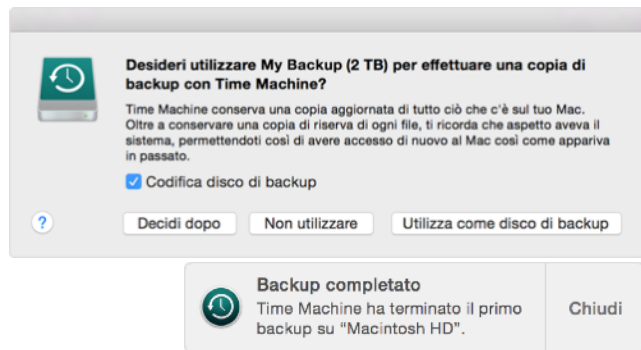 Desideri utilizzare My Backup (2 TB) per effettuare una copia di
backup con Time Machine?
Time Machine conserva una copia aggiornata di tutto ciò che c'è sul tuo Mac.
Oltre a conservare una copia di riserva di ogni file, ti ricorda che aspetto aveva il
sistema, permettendoti così di avere accesso di nuovo al Mac così come appariva
in passato.
Codifica disco di backup
? Decidi dopo Non utilizzare Utilizza come disco di backup
Backup completato
Time Machine ha terminato il primo
backup su “Macintosh HD”.
Chiudi